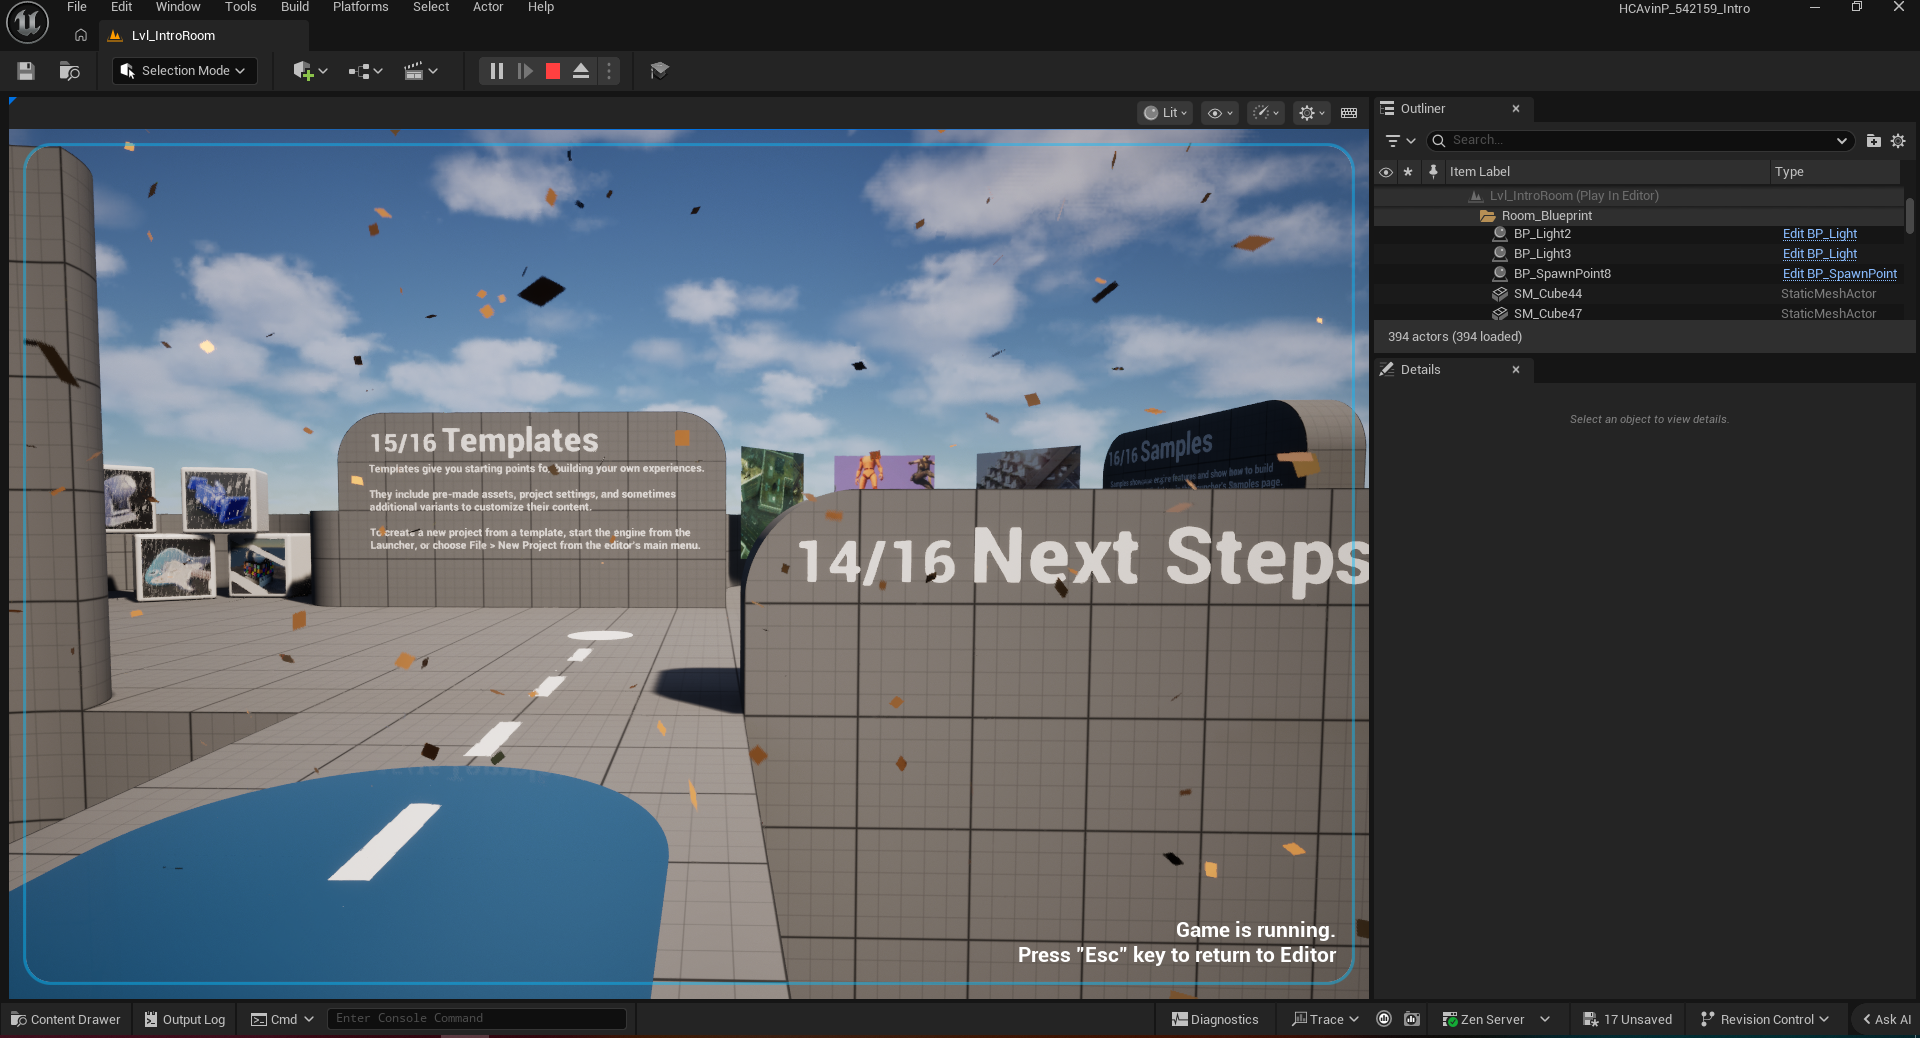 File Edit Window Tools Build Platforms Select Actor Help
HCAvinP_542159_Intro
Lvl_IntroRoom
Selection Mode
Lit
Outliner
Search...
Item Label Type
Lvl_IntroRoom (Play In Editor)
Room_Blueprint
BP_Light2 Edit BP_Light
BP_Light3 Edit BP_Light
BP_SpawnPoint8 Edit BP_SpawnPoint
SM_Cube44 StaticMeshActor
SM_Cube47 StaticMeshActor
394 actors (394 loaded)
Details
Select an object to view details.
15/16 Templates
Templates give you starting points for building your own experiences.
They include pre-made assets, project settings, and sometimes
additional variants to customize their content.
To create a new project from a template, start the engine from the
Launcher, or choose File > New Project from the editor's main menu.
16/16 Samples
14/16 Next Steps
Game is running.
Press "Esc" key to return to Editor
Content Drawer Output Log Cmd Enter Console Command Diagnostics Trace Zen Server 17 Unsaved Revision Control Ask AI